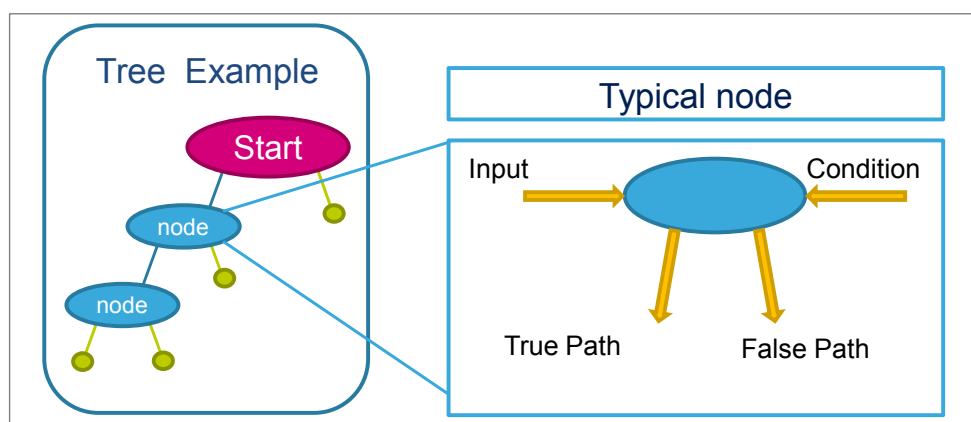 Tree Example
Start
node
node
Typical node
Input
Condition
True Path
False Path